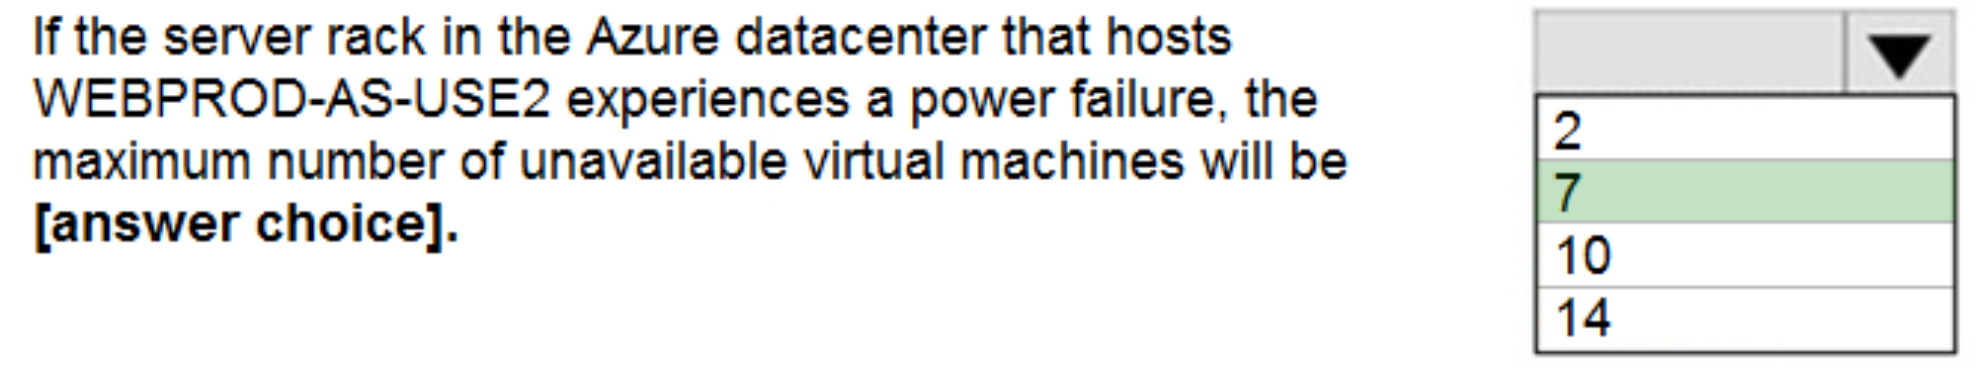 If the server rack in the Azure datacenter that hosts
WEBPROD-AS-USE2 experiences a power failure, the
maximum number of unavailable virtual machines will be
[answer choice].
2
7
10
14